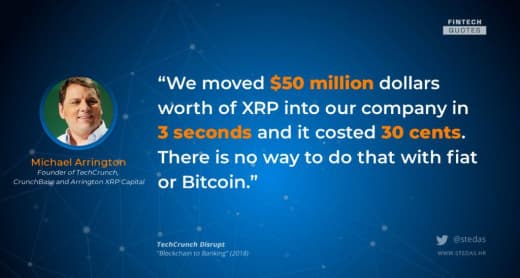 FINTECH
QUOTES
“We moved $50 million dollars
worth of XRP into our company in
3 seconds and it costed 30 cents.
There is no way to do that with fiat
or Bitcoin.”
Michael Arrington
Founder of TechCrunch,
CrunchBase and Arrington XRP Capital
TechCrunch Disrupt
"Blockchain to Banking" (2018)
@stedas
WWW.STEDAS.HR